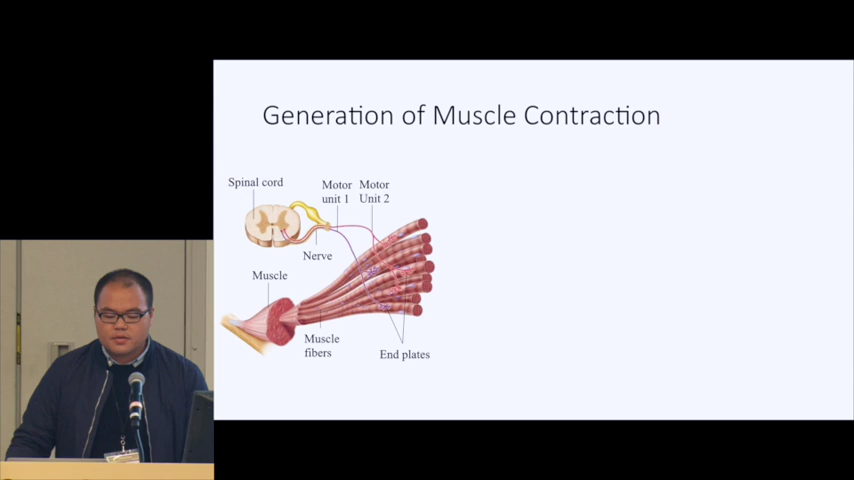 Generation of Muscle Contraction
Spinal cord
Motor
unit 1
Motor
Unit 2
Nerve
Muscle
Muscle
fibers
End plates